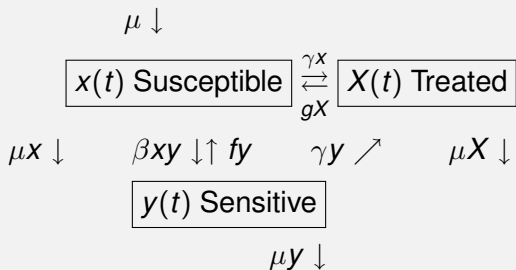 μ ↓
γx
x(t) Susceptible ⇄ X(t) Treated
gX
μx ↓ βxy ↓↑ fy γy ↗ μX ↓
y(t) Sensitive
μy ↓